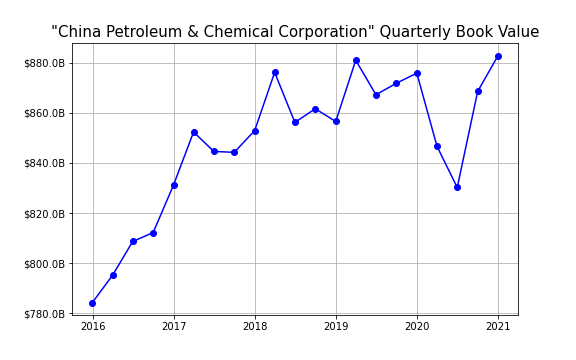 "China Petroleum & Chemical Corporation" Quarterly Book Value
$880.0B
$860.0B
$840.0B
$820.0B
$800.0B
$780.0B
2016 2017 2018 2019 2020 2021